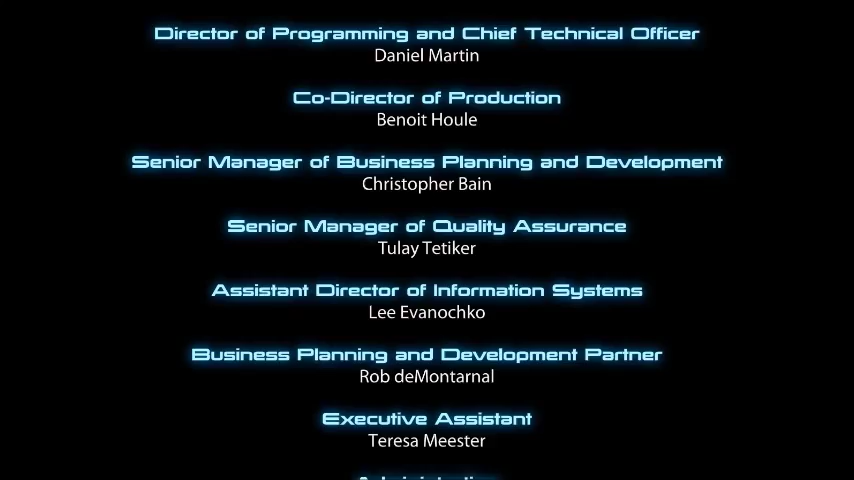 Director of Programming and Chief Technical Officer
Daniel Martin
Co-Director of Production
Benoit Houle
Senior Manager of Business Planning and Development
Christopher Bain
Senior Manager of Quality Assurance
Tulay Tetiker
Assistant Director of Information Systems
Lee Evanochko
Business Planning and Development Partner
Rob deMontarnal
Executive Assistant
Teresa Meester